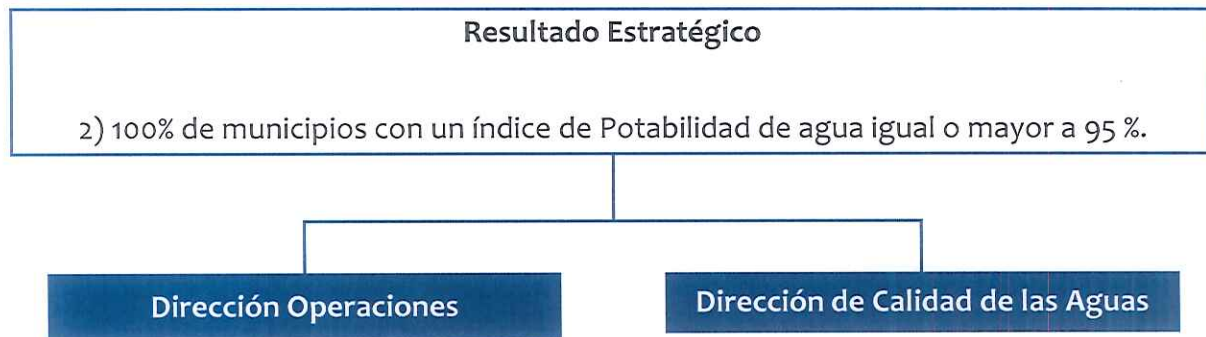 Resultado Estratégico
2) 100% de municipios con un índice de Potabilidad de agua igual o mayor a 95 %.
Dirección Operaciones
Dirección de Calidad de las Aguas